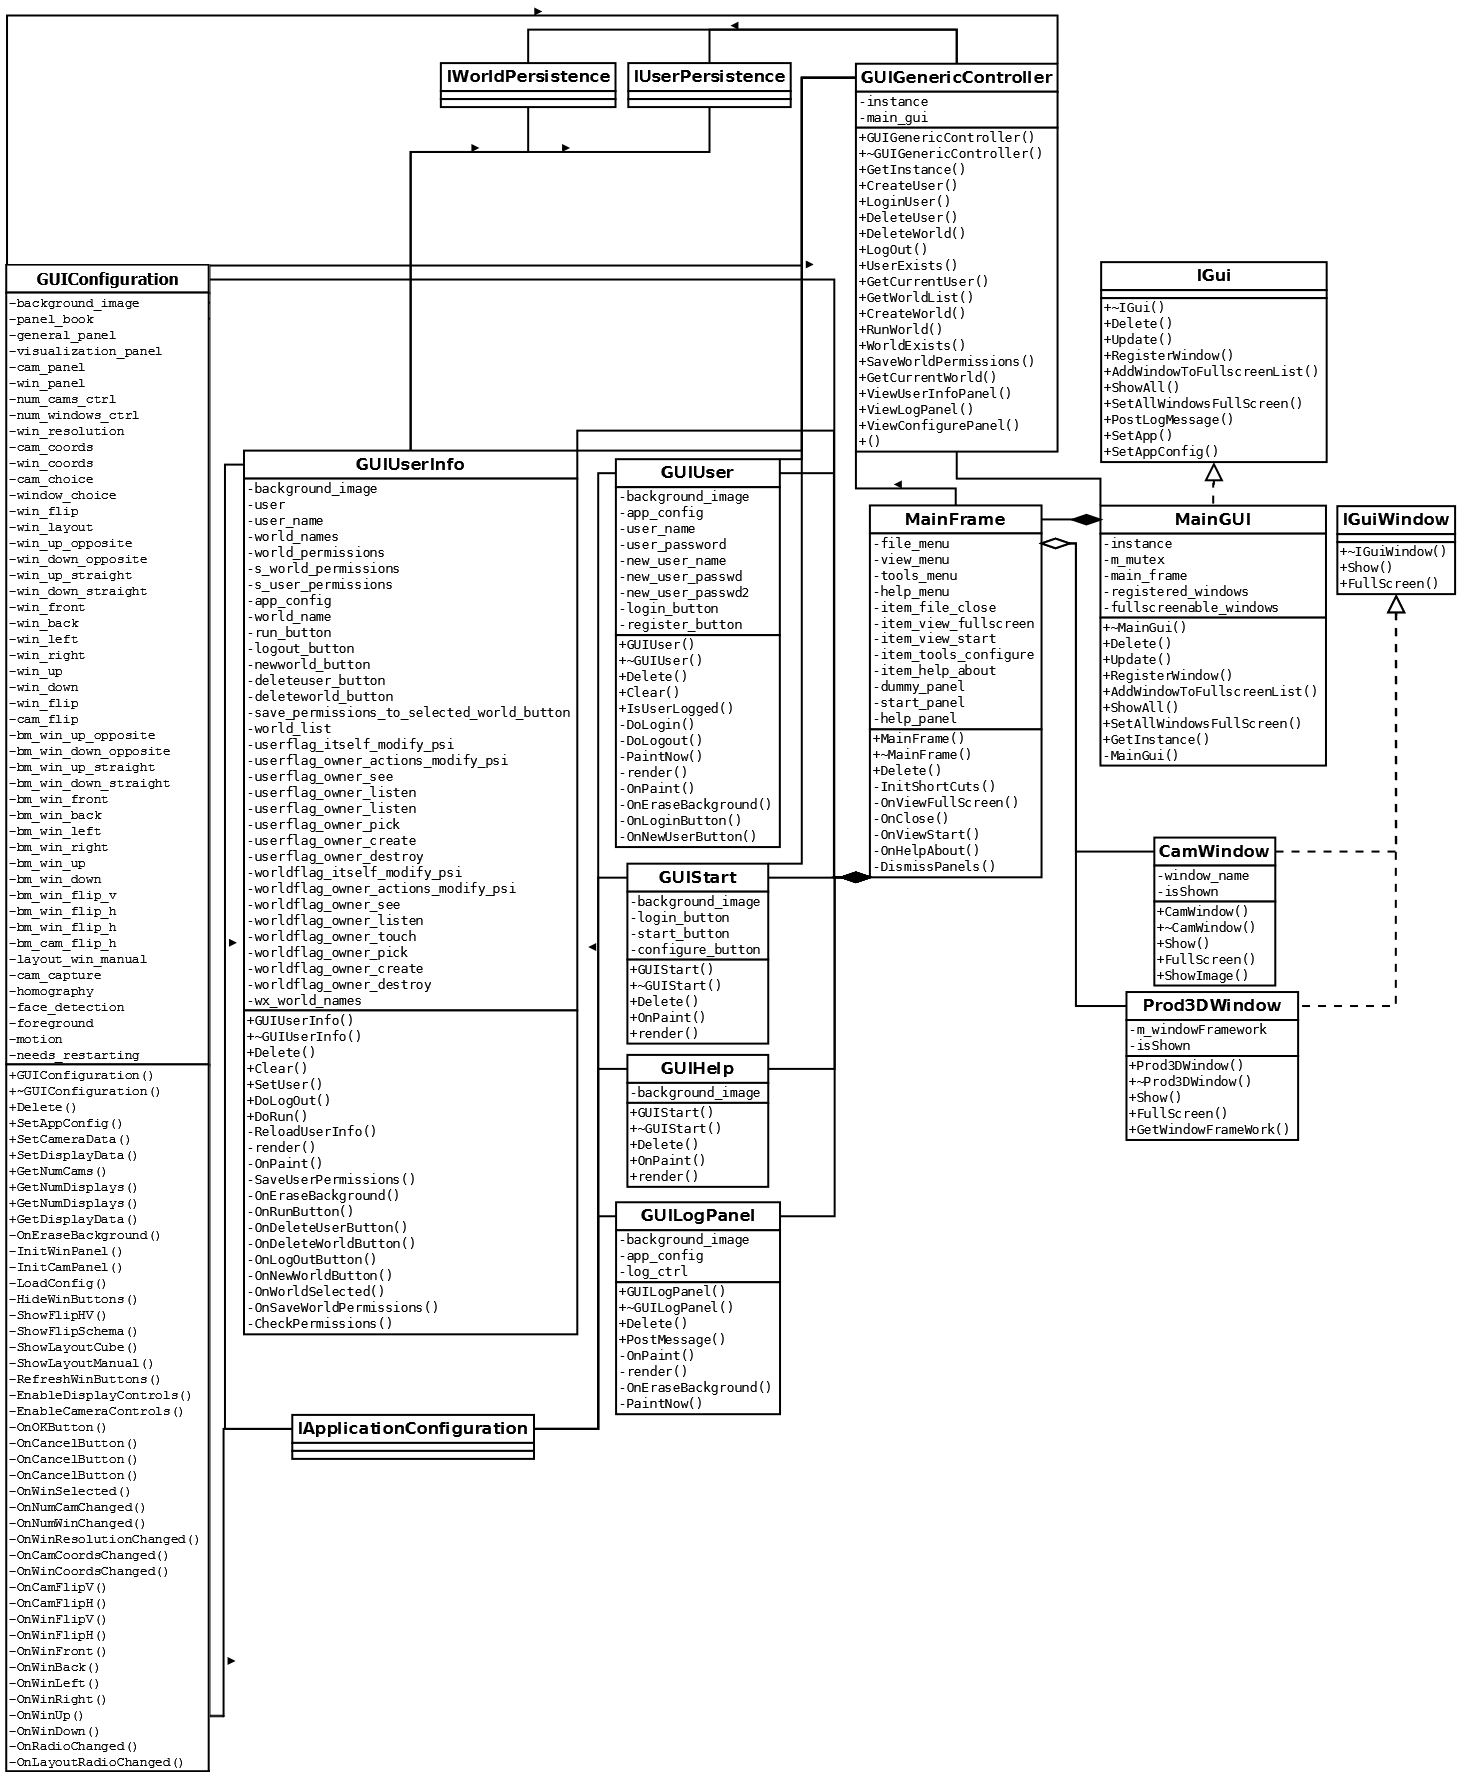 IWorldPersistence
IUserPersistence
GUIGenericController
-instance
-main_gui
+GUIGenericController()
+~GUIGenericController()
+GetInstance()
+CreateUser()
+LoginUser()
+DeleteUser()
+DeleteWorld()
+LogOut()
+UserExists()
+GetCurrentUser()
+GetWorldList()
+CreateWorld()
+RunWorld()
+WorldExists()
+SaveWorldPermissions()
+GetCurrentWorld()
+ViewUserInfoPanel()
+ViewLogPanel()
+ViewConfigurePanel()
+()
GUIConfiguration
-background_image
-panel_book
-general_panel
-visualization_panel
-cam_panel
-win_panel
-num_cams_ctrl
-num_windows_ctrl
-win_resolution
-cam_coords
-win_coords
-cam_choice
-window_choice
-win_flip
-win_layout
-win_up_opposite
-win_down_opposite
-win_up_straight
-win_down_straight
-win_front
-win_back
-win_left
-win_right
-win_up
-win_down
-win_flip
-cam_flip
-bm_win_up_opposite
-bm_win_down_opposite
-bm_win_up_straight
-bm_win_down_straight
-bm_win_front
-bm_win_back
-bm_win_left
-bm_win_right
-bm_win_up
-bm_win_down
-bm_win_flip_v
-bm_win_flip_h
-bm_win_flip_h
-bm_cam_flip_h
-layout_win_manual
-cam_capture
-homography
-face_detection
-foreground
-motion
-needs_restarting
+GUIConfiguration()
+~GUIConfiguration()
+Delete()
+SetAppConfig()
+SetCameraData()
+SetDisplayData()
+GetNumCams()
+GetNumDisplays()
+GetNumDisplays()
+GetDisplayData()
-OnEraseBackground()
-InitWinPanel()
-InitCamPanel()
-LoadConfig()
-HideWinButtons()
-ShowFlipHV()
-ShowFlipSchema()
-ShowLayoutCube()
-ShowLayoutManual()
-RefreshWinButtons()
-EnableDisplayControls()
-EnableCameraControls()
-OnOKButton()
-OnCancelButton()
-OnCancelButton()
-OnCancelButton()
-OnWinSelected()
-OnNumCamChanged()
-OnNumWinChanged()
-OnWinResolutionChanged()
-OnCamCoordsChanged()
-OnWinCoordsChanged()
-OnCamFlipV()
-OnCamFlipH()
-OnWinFlipV()
-OnWinFlipH()
-OnWinFront()
-OnWinBack()
-OnWinLeft()
-OnWinRight()
-OnWinUp()
-OnWinDown()
-OnRadioChanged()
-OnLayoutRadioChanged()
GUIUserInfo
-background_image
-user
-user_name
-world_names
-world_permissions
-s_world_permissions
-s_user_permissions
-app_config
-world_name
-run_button
-logout_button
-newworld_button
-deleteuser_button
-deleteworld_button
-save_permissions_to_selected_world_button
-world_list
-userflag_itself_modify_psi
-userflag_owner_actions_modify_psi
-userflag_owner_see
-userflag_owner_listen
-userflag_owner_listen
-userflag_owner_pick
-userflag_owner_create
-userflag_owner_destroy
-worldflag_itself_modify_psi
-worldflag_owner_actions_modify_psi
-worldflag_owner_see
-worldflag_owner_listen
-worldflag_owner_touch
-worldflag_owner_pick
-worldflag_owner_create
-worldflag_owner_destroy
-wx_world_names
+GUIUserInfo()
+~GUIUserInfo()
+Delete()
+Clear()
+SetUser()
+DoLogOut()
+DoRun()
-ReloadUserInfo()
-render()
-OnPaint()
-SaveUserPermissions()
-OnEraseBackground()
-OnRunButton()
-OnDeleteUserButton()
-OnDeleteWorldButton()
-OnLogOutButton()
-OnNewWorldButton()
-OnWorldSelected()
-OnSaveWorldPermissions()
-CheckPermissions()
IApplicationConfiguration
GUIUser
-background_image
-app_config
-user_name
-user_password
-new_user_name
-new_user_passwd
-new_user_passwd2
-login_button
-register_button
+GUIUser()
+~GUIUser()
+Delete()
+Clear()
+IsUserLogged()
-DoLogin()
-DoLogout()
-PaintNow()
-render()
-OnPaint()
-OnEraseBackground()
-OnLoginButton()
-OnNewUserButton()
GUIStart
-background_image
-login_button
-start_button
-configure_button
+GUIStart()
+~GUIStart()
+Delete()
+OnPaint()
+render()
GUIHelp
-background_image
+GUIStart()
+~GUIStart()
+Delete()
+OnPaint()
+render()
GUILogPanel
-background_image
-app_config
-log_ctrl
+GUILogPanel()
+~GUILogPanel()
+Delete()
+PostMessage()
-OnPaint()
-render()
-OnEraseBackground()
-PaintNow()
MainFrame
-file_menu
-view_menu
-tools_menu
-help_menu
-item_file_close
-item_view_fullscreen
-item_view_start
-item_tools_configure
-item_help_about
-dummy_panel
-start_panel
-help_panel
+MainFrame()
+~MainFrame()
+Delete()
-InitShortCuts()
-OnViewFullScreen()
-OnClose()
-OnViewStart()
-OnHelpAbout()
-DismissPanels()
IGui
+~IGui()
+Delete()
+Update()
+RegisterWindow()
+AddWindowToFullscreenList()
+ShowAll()
+SetAllWindowsFullScreen()
+PostLogMessage()
+SetApp()
+SetAppConfig()
MainGUI
-instance
-m_mutex
-main_frame
-registered_windows
-fullscreenable_windows
+~MainGui()
+Delete()
+Update()
+RegisterWindow()
+AddWindowToFullscreenList()
+ShowAll()
+SetAllWindowsFullScreen()
+GetInstance()
-MainGui()
IGuiWindow
+~IGuiWindow()
+Show()
+FullScreen()
CamWindow
-window_name
-isShown
+CamWindow()
+~CamWindow()
+Show()
+FullScreen()
+ShowImage()
Prod3DWindow
-m_windowFramework
-isShown
+Prod3DWindow()
+~Prod3DWindow()
+Show()
+FullScreen()
+GetWindowFrameWork()